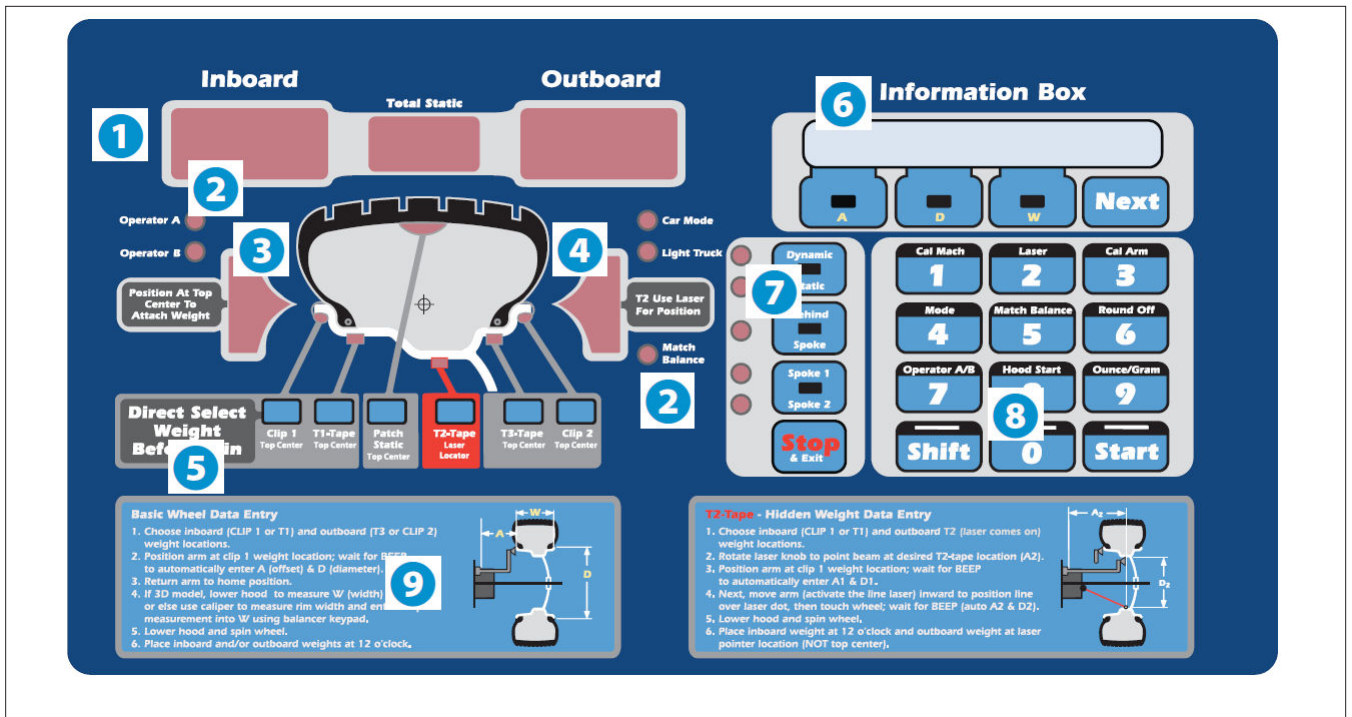 Inboard
Outboard
Total Static
1
2
Operator A
Operator B
3
4
Car Mode
Light Truck
Position At Top
Center To
Attach Weight
T2 Use Laser
For Position
Match
Balance
2
Direct Select
Weight
5
Clip 1
Top Center
T1-Tape
Top Center
Patch
Static
Top Center
T2-Tape
Laser
Locator
T3-Tape
Top Center
Clip 2
Top Center
6
Information Box
A
D
W
Next
Dynamic
7
Spoke
Spoke 1
Spoke 2
Stop
& Exit
Cal Mach
1
Laser
2
Cal Arm
3
Mode
4
Match Balance
5
Round Off
6
Operator A/B
7
Hood Start
8
Ounce/Gram
9
Shift
0
Start
Basic Wheel Data Entry
1. Choose inboard (CLIP 1 or T1) and outboard (T3 or CLIP 2)
weight locations.
2. Position arm at clip 1 weight location; wait for BEEP
to automatically enter A (offset) & D (diameter).
3. Return arm to home position.
4. If 3D model, lower hood to measure W (width)
or else use caliper to measure rim width and
measurement into W using balancer keypad.
5. Lower hood and spin wheel.
6. Place inboard and/or outboard weights at 12 o'clock.
W
A
D
9
T2-Tape - Hidden Weight Data Entry
1. Choose inboard (CLIP 1 or T1) and outboard T2 (laser comes on)
weight locations.
2. Rotate laser knob to point beam at desired T2-tape location (A2).
3. Position arm at clip 1 weight location; wait for BEEP
to automatically enter A1 & D1.
4. Next, move arm (activate the line laser) inward to position line
over laser dot, then touch wheel; wait for BEEP (auto A2 & D2).
5. Lower hood and spin wheel.
6. Place inboard weight at 12 o'clock and outboard weight at laser
pointer location (NOT top center).
A2
D2